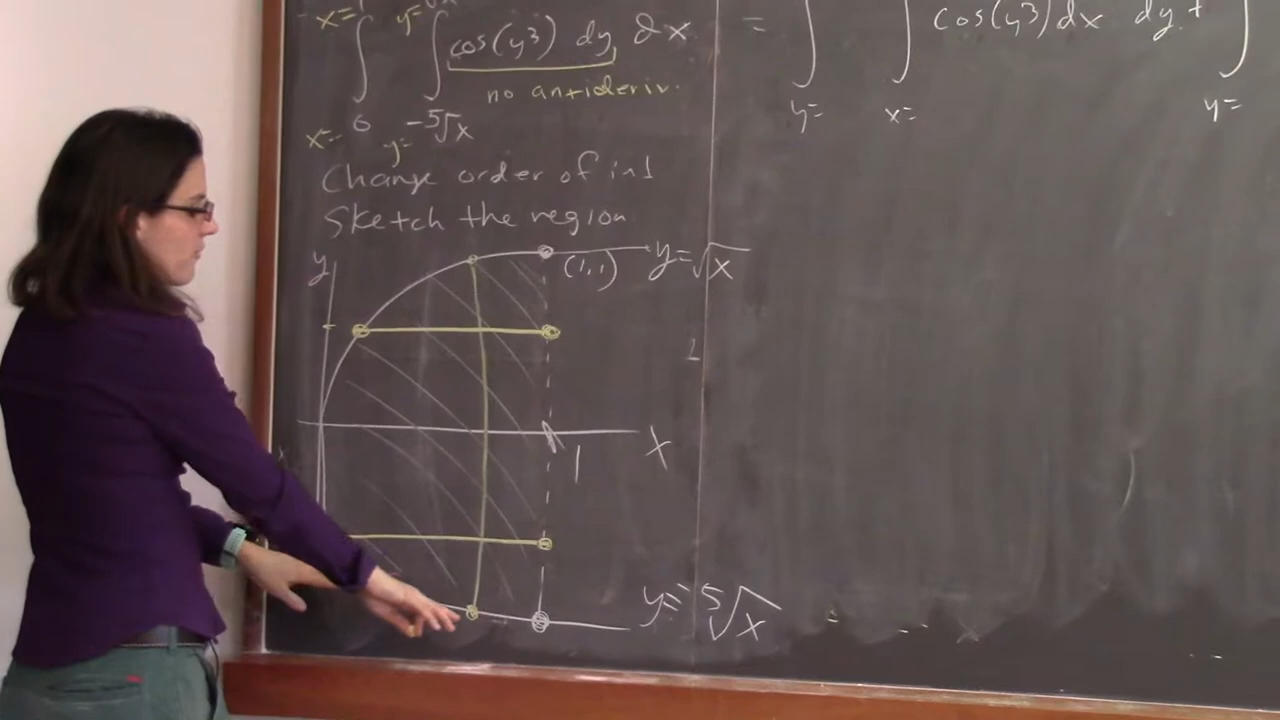 x=1 y=√x
∫ ∫ cos(y³) dy dx = ∫ ∫ cos(y³) dx dy + ∫
no antideriv.
x=0 y=-⁵√x y= x= y=
Change order of int
Sketch the region
y (1,1) y=√x
1
x
1
y=-⁵√x